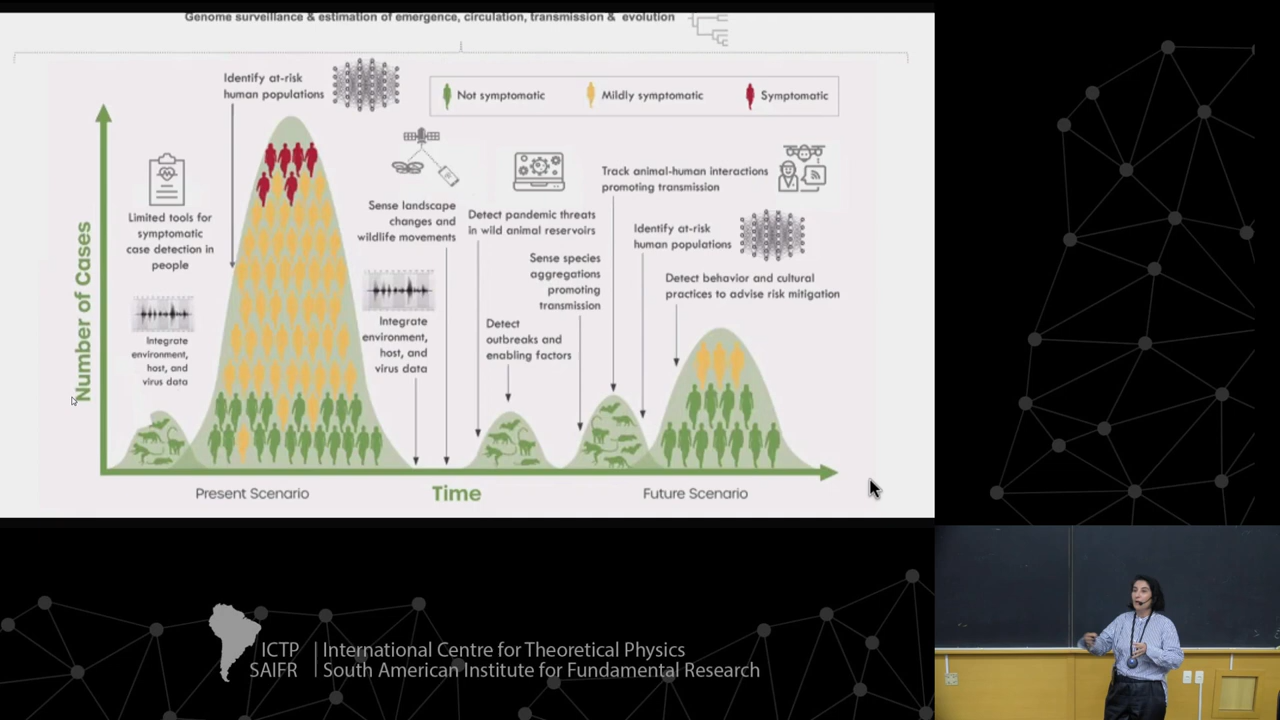 Genome surveillance & estimation of emergence, circulation, transmission & evolution
Identify at-risk
human populations
Not symptomatic
Mildly symptomatic
Symptomatic
Limited tools for
symptomatic
case detection in
people
Integrate
environment,
host, and
virus data
Sense landscape
changes and
wildlife movements
Integrate
environment,
host, and
virus data
Detect pandemic threats
in wild animal reservoirs
Detect
outbreaks and
enabling factors
Sense species
aggregations
promoting
transmission
Track animal-human interactions
promoting transmission
Identify at-risk
human populations
Detect behavior and cultural
practices to advise risk mitigation
Number of Cases
Present Scenario
Time
Future Scenario
ICTP
SAIFR
International Centre for Theoretical Physics
South American Institute for Fundamental Research